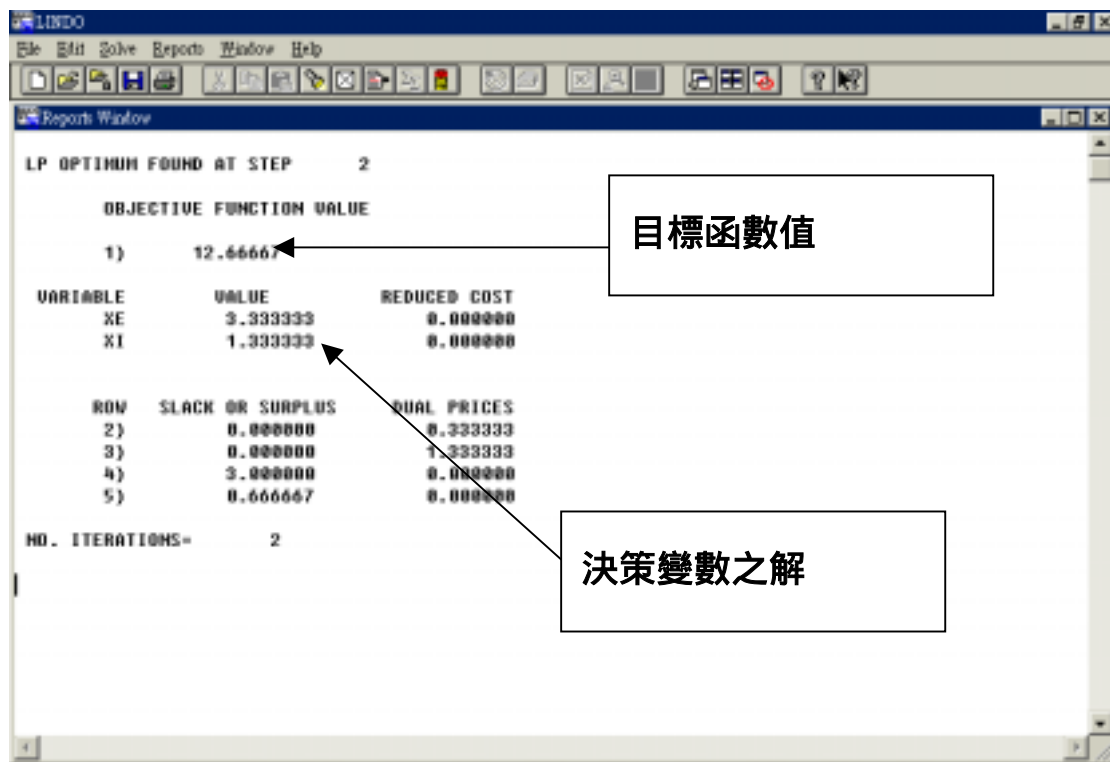 LINDO
File Edit Solve Reports Window Help
Reports Window
LP OPTIMUM FOUND AT STEP 2
OBJECTIVE FUNCTION VALUE
1) 12.66667
目標函數值
VARIABLE VALUE REDUCED COST
XE 3.333333 0.000000
XI 1.333333 0.000000
ROW SLACK OR SURPLUS DUAL PRICES
2) 0.000000 0.333333
3) 0.000000 1.333333
4) 3.000000 0.000000
5) 0.666667 0.000000
NO. ITERATIONS= 2
決策變數之解